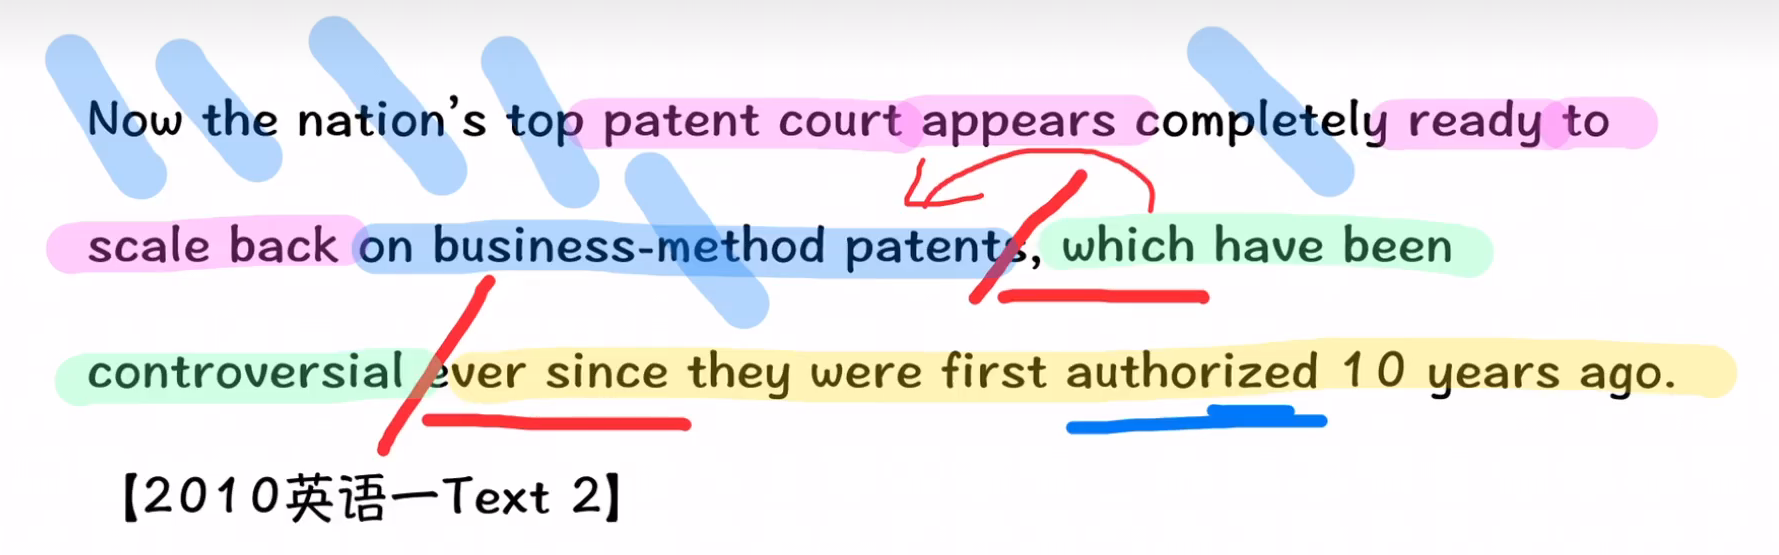 Now the nation's top patent court appears completely ready to
scale back on business-method patents, which have been
controversial ever since they were first authorized 10 years ago.
【2010英语一Text 2】